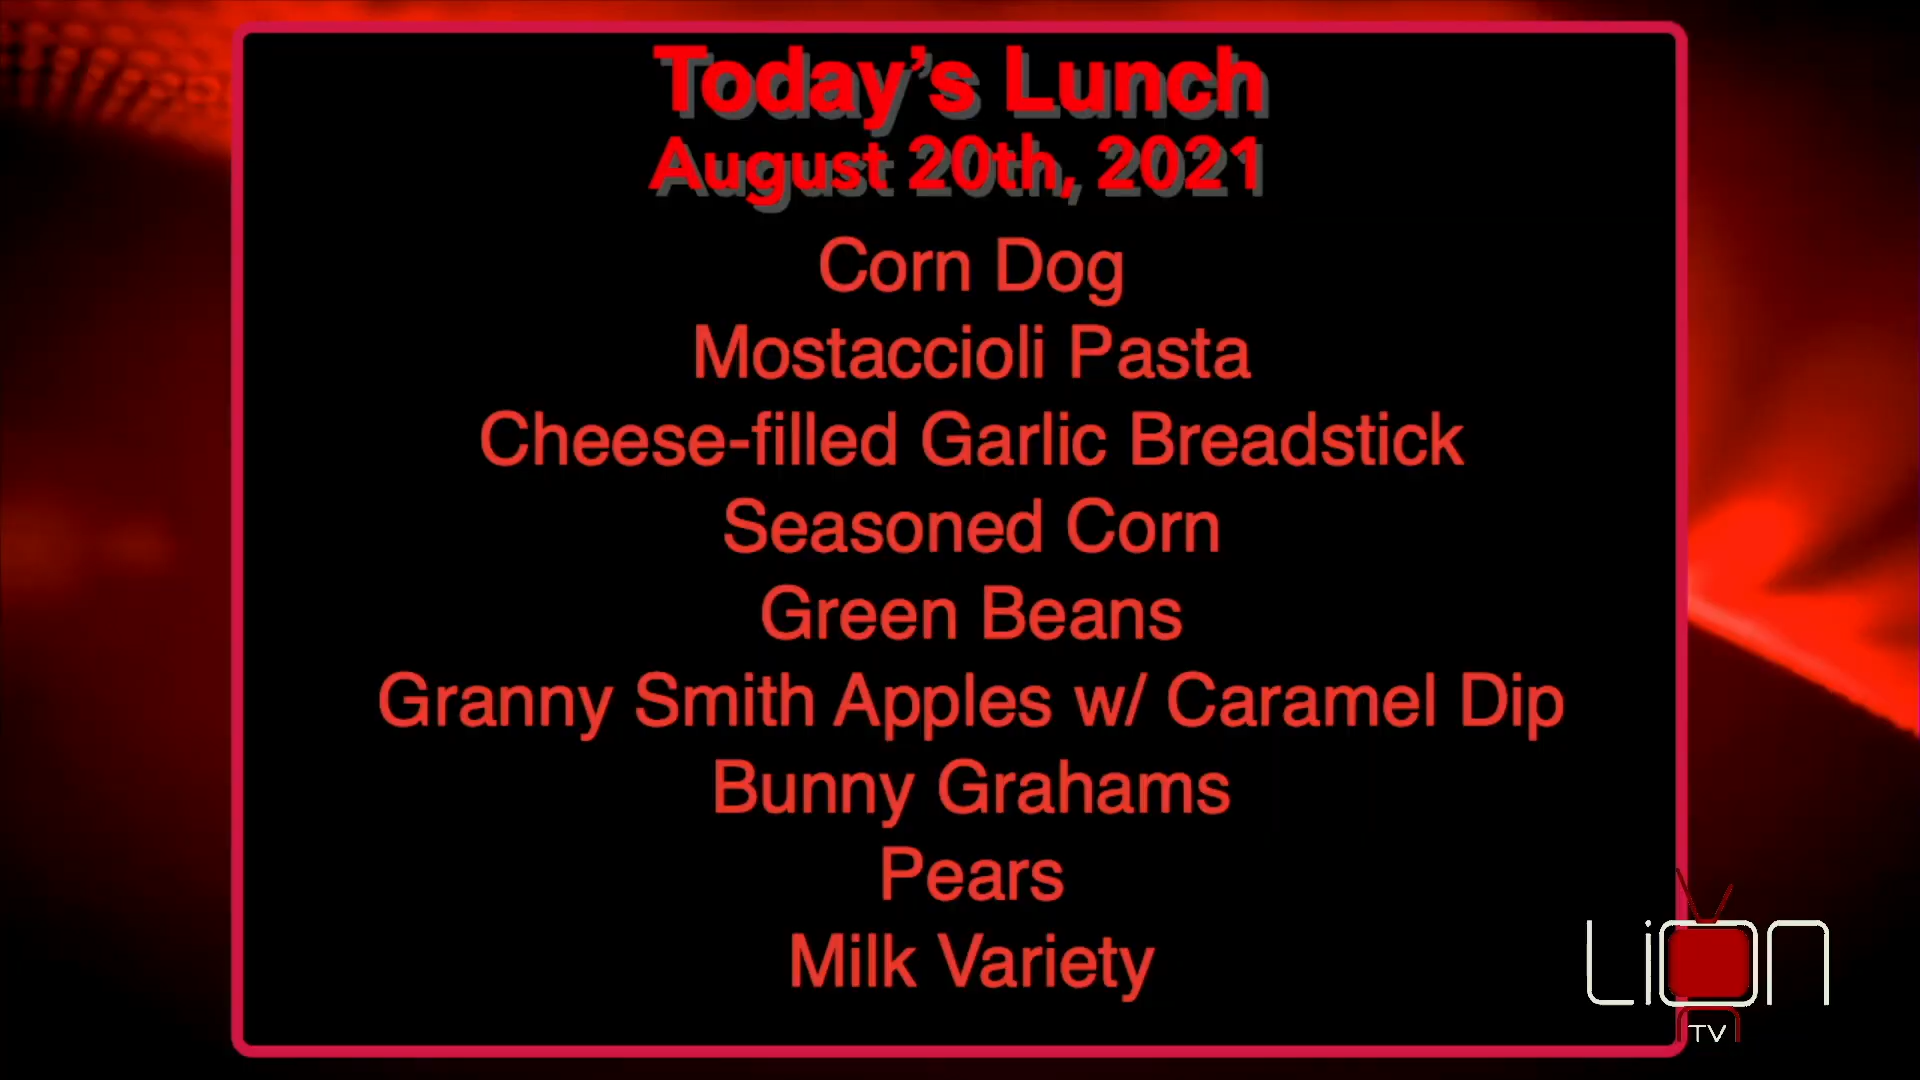 Today’s Lunch
August 20th, 2021
Corn Dog
Mostaccioli Pasta
Cheese-filled Garlic Breadstick
Seasoned Corn
Green Beans
Granny Smith Apples w/ Caramel Dip
Bunny Grahams
Pears
Milk Variety
LiON
TV